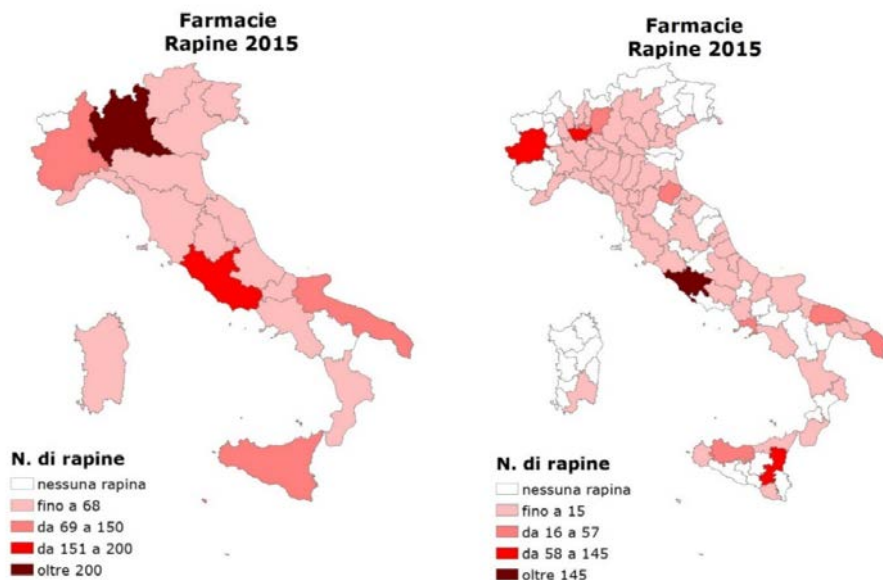 Farmacie
Rapine 2015
N. di rapine
nessuna rapina
fino a 68
da 69 a 150
da 151 a 200
oltre 200
Farmacie
Rapine 2015
N. di rapine
nessuna rapina
fino a 15
da 16 a 57
da 58 a 145
oltre 145